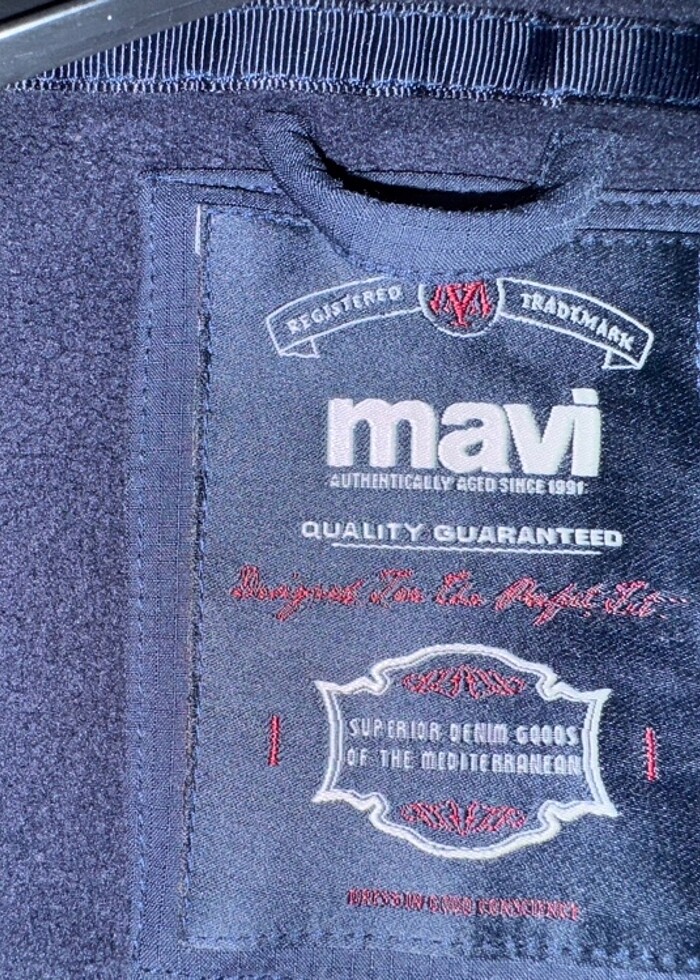 REGISTERED TRADEMARK
mavi
AUTHENTICALLY AGED SINCE 1991
QUALITY GUARANTEED
Designed For The Perfect Fit
SUPERIOR DENIM GOODS
OF THE MEDITERRANEAN
CONSCIENCE